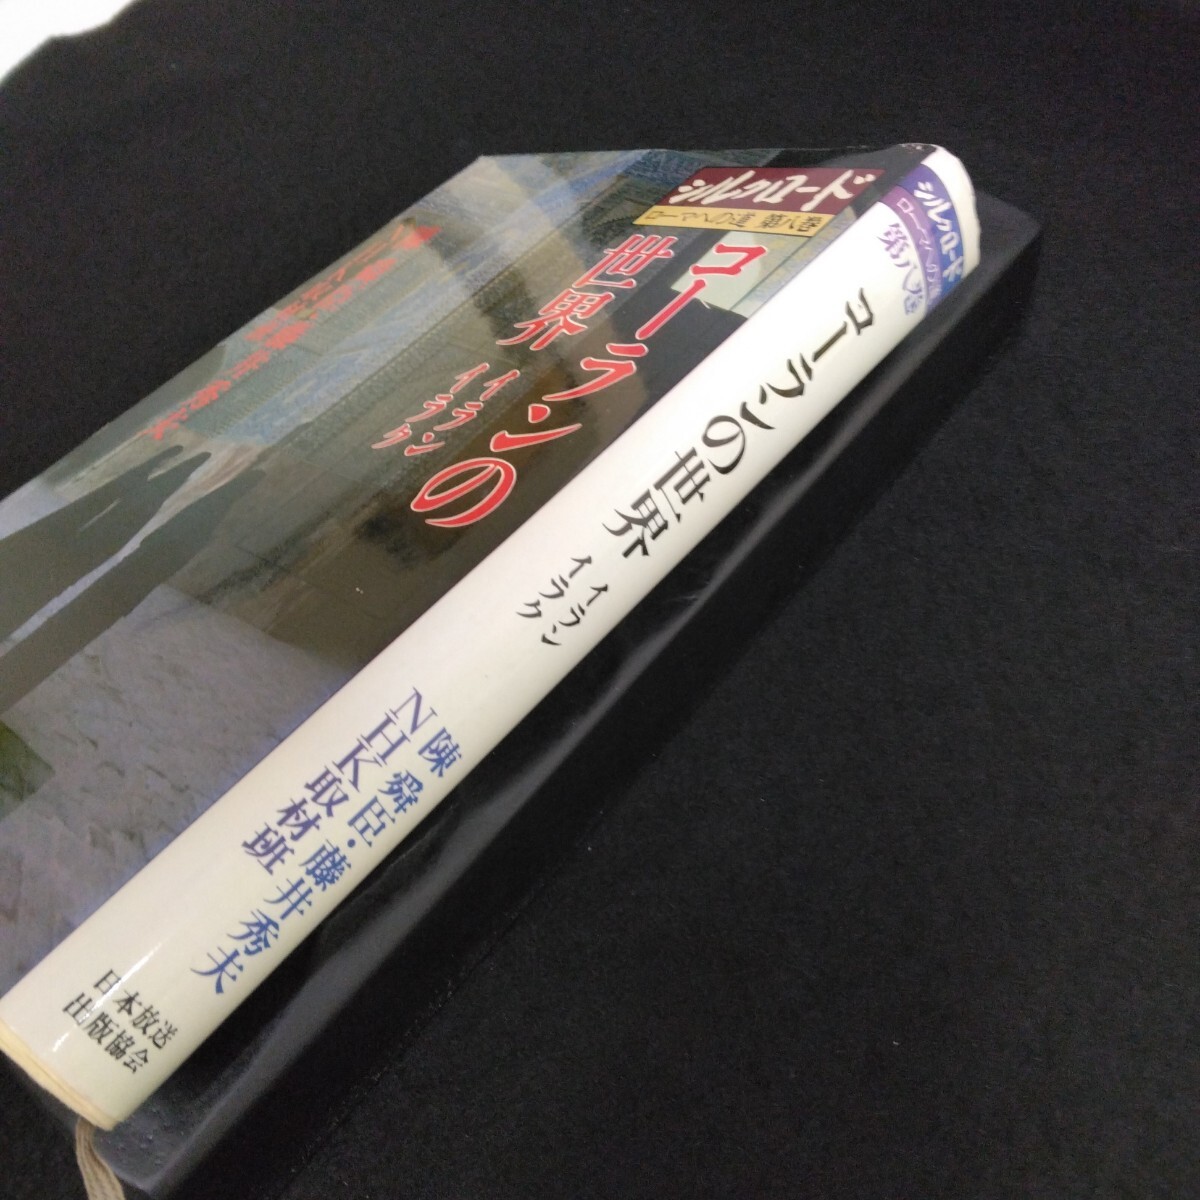 シルクロード
ローマへの道 第八巻
コーランの
世界 イラン
イラク
シルクロード
ローマへの道
第八巻
コーランの世界 イラン
イラク
陳 舜臣・藤井秀夫
NHK取材班
日本放送
出版協会